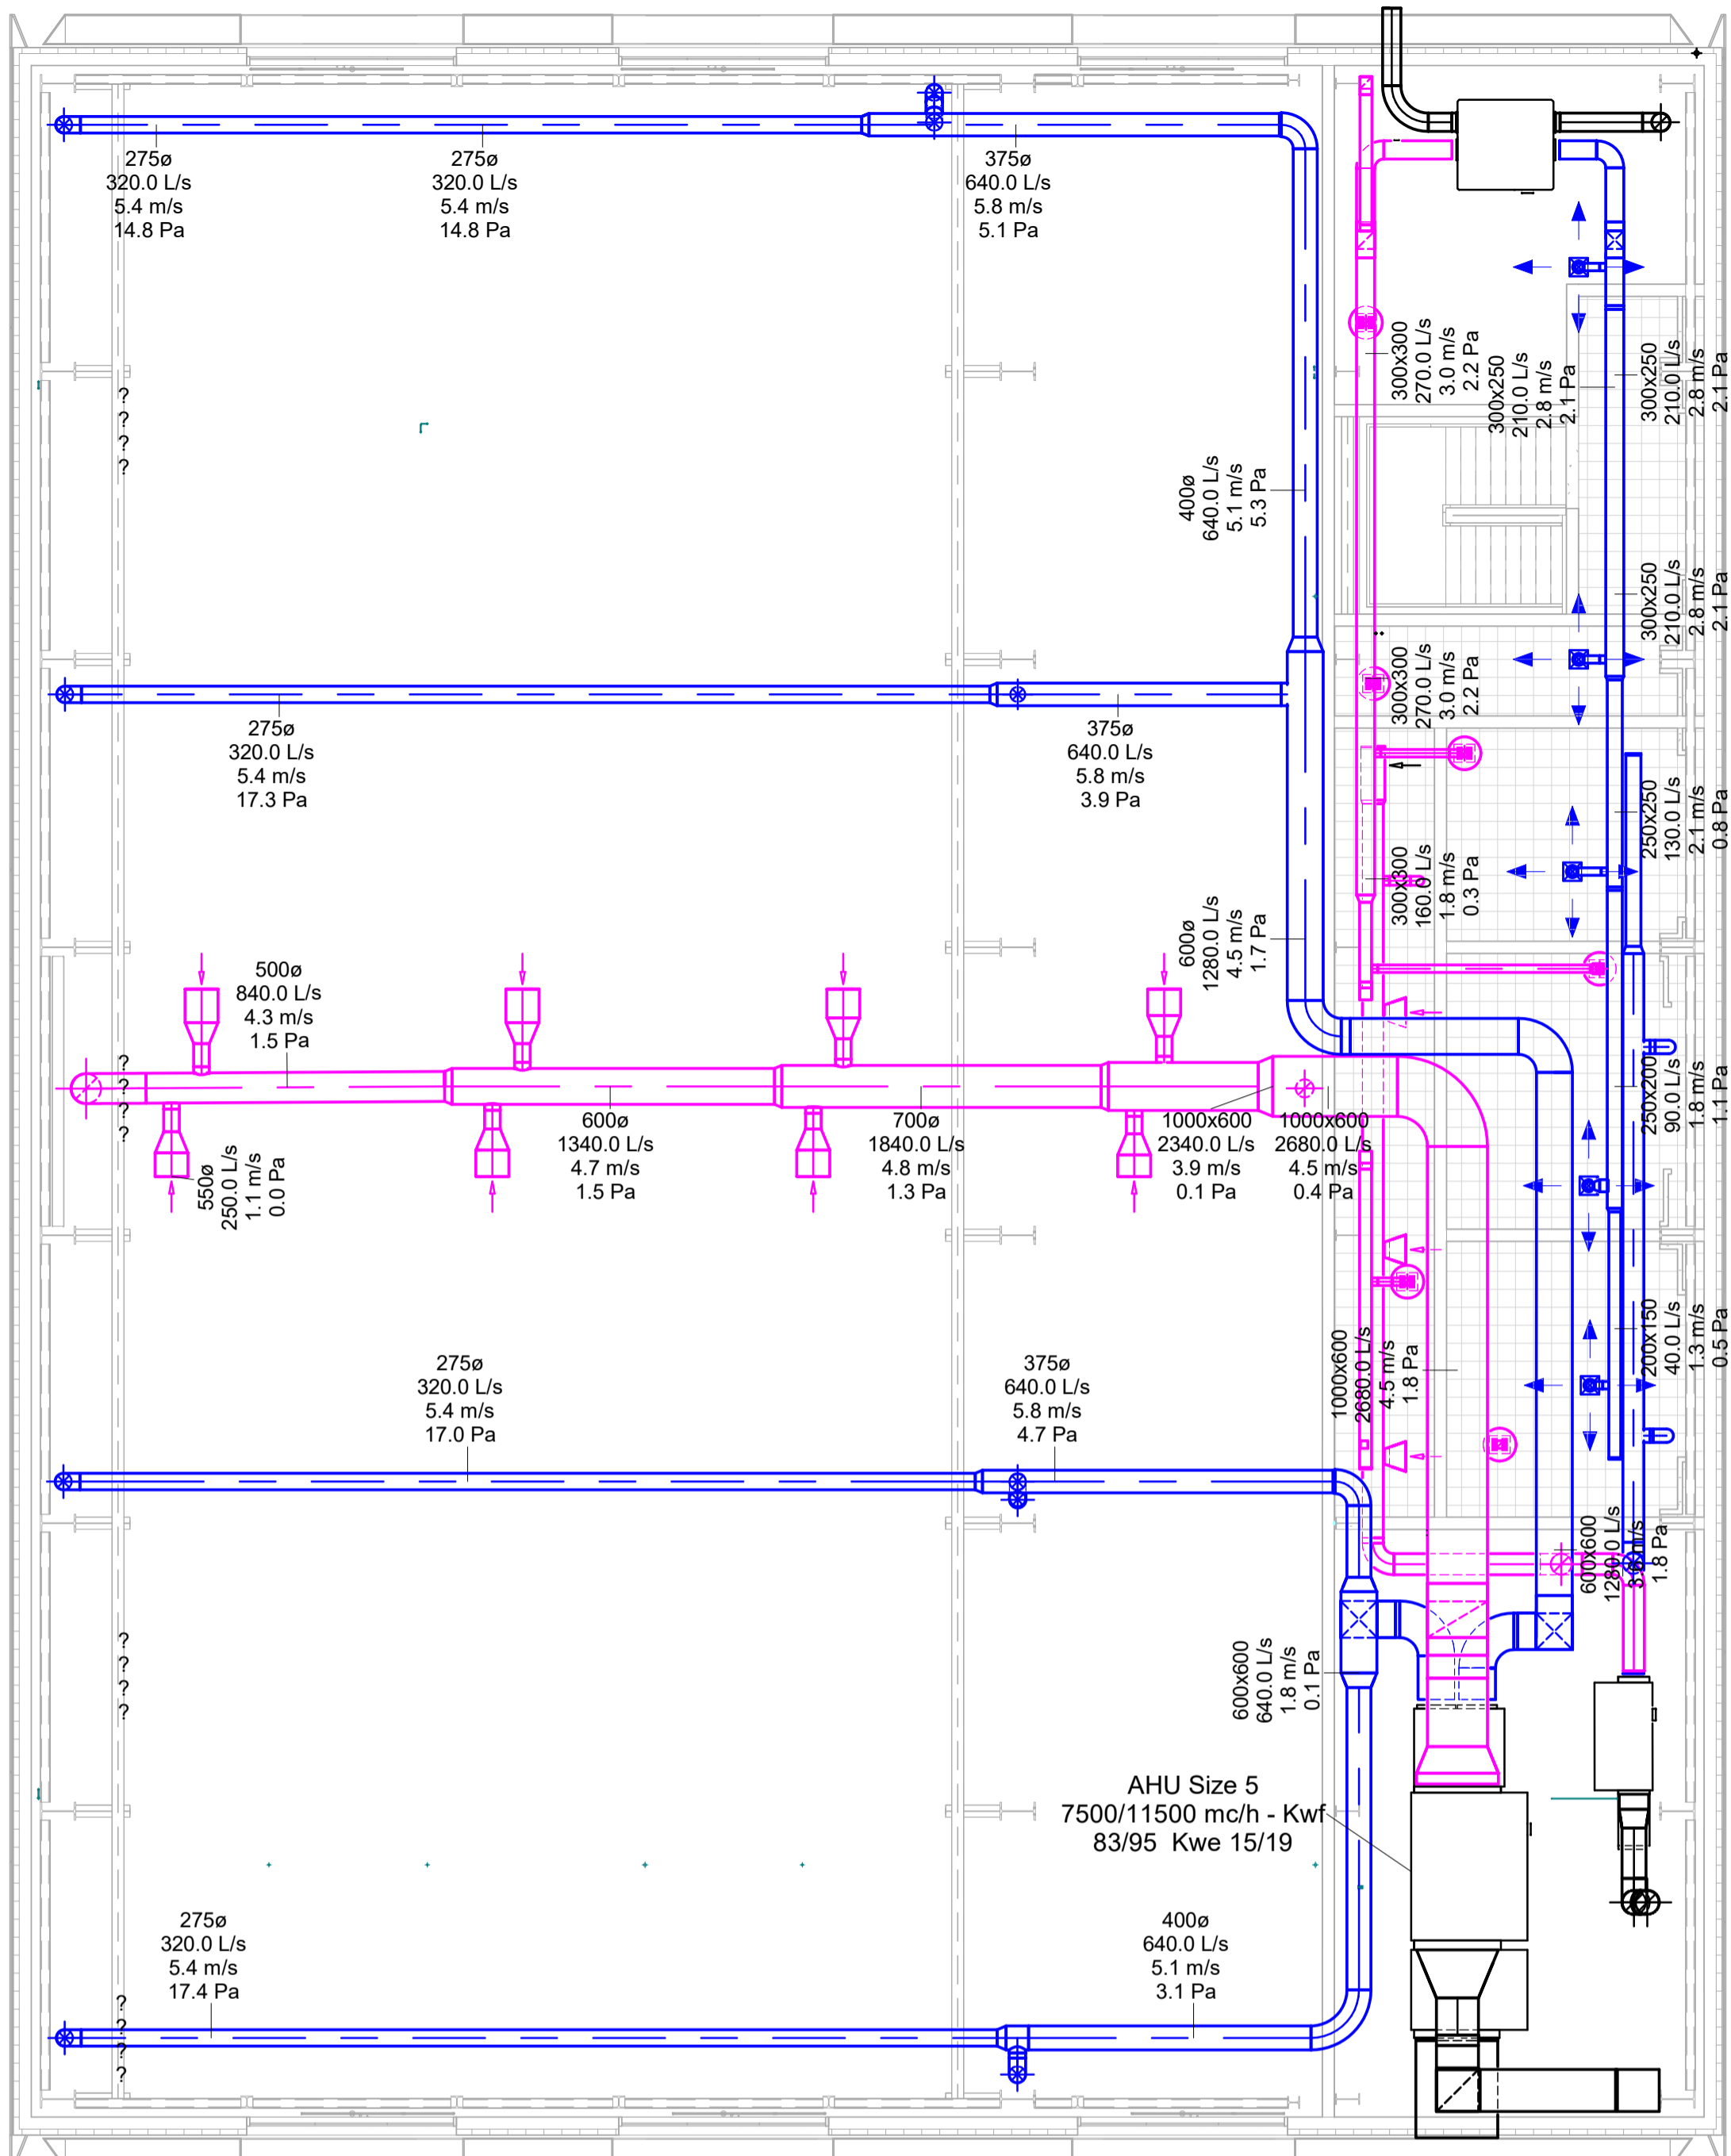 275ø
320.0 L/s
5.4 m/s
14.8 Pa
275ø
320.0 L/s
5.4 m/s
14.8 Pa
375ø
640.0 L/s
5.8 m/s
5.1 Pa
300x300
270.0 L/s
3.0 m/s
2.2 Pa
300x250
210.0 L/s
2.8 m/s
2.1 Pa
300x250
210.0 L/s
2.8 m/s
2.1 Pa
?
?
?
?
400ø
640.0 L/s
5.1 m/s
5.3 Pa
300x250
210.0 L/s
2.8 m/s
2.1 Pa
275ø
320.0 L/s
5.4 m/s
17.3 Pa
375ø
640.0 L/s
5.8 m/s
3.9 Pa
300x300
270.0 L/s
3.0 m/s
2.2 Pa
250x250
130.0 L/s
2.1 m/s
0.8 Pa
300x300
160.0 L/s
1.8 m/s
0.3 Pa
600ø
1280.0 L/s
4.5 m/s
1.7 Pa
500ø
840.0 L/s
4.3 m/s
1.5 Pa
?
?
?
?
550ø
250.0 L/s
1.1 m/s
0.0 Pa
600ø
1340.0 L/s
4.7 m/s
1.5 Pa
700ø
1840.0 L/s
4.8 m/s
1.3 Pa
1000x600
2340.0 L/s
3.9 m/s
0.1 Pa
1000x600
2680.0 L/s
4.5 m/s
0.4 Pa
250x200
90.0 L/s
1.8 m/s
1.1 Pa
275ø
320.0 L/s
5.4 m/s
17.0 Pa
375ø
640.0 L/s
5.8 m/s
4.7 Pa
1000x600
2680.0 L/s
4.5 m/s
1.8 Pa
200x150
40.0 L/s
1.3 m/s
0.5 Pa
600x600
1280.0 L/s
3.6 m/s
1.8 Pa
?
?
?
?
600x600
640.0 L/s
1.8 m/s
0.1 Pa
AHU Size 5
7500/11500 mc/h - Kwf
83/95 Kwe 15/19
275ø
320.0 L/s
5.4 m/s
17.4 Pa
400ø
640.0 L/s
5.1 m/s
3.1 Pa
?
?
?
?